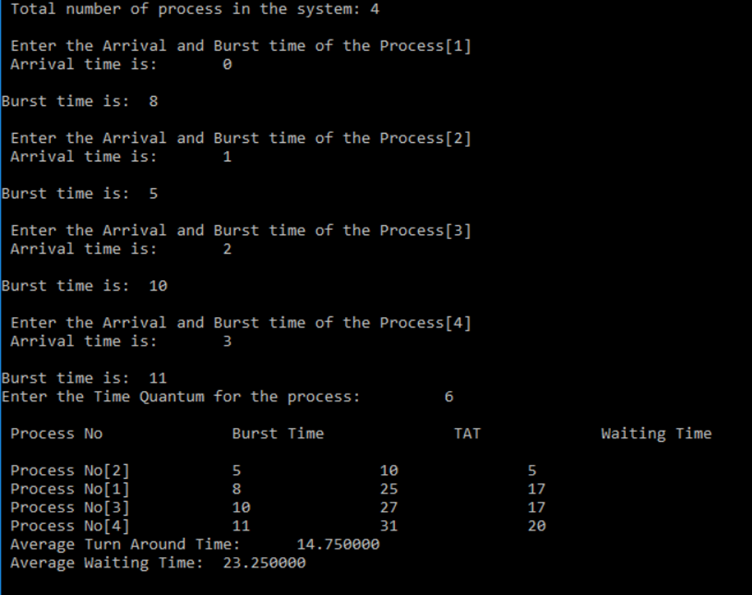 Total number of process in the system: 4
Enter the Arrival and Burst time of the Process[1]
Arrival time is: 0
Burst time is: 8
Enter the Arrival and Burst time of the Process[2]
Arrival time is: 1
Burst time is: 5
Enter the Arrival and Burst time of the Process[3]
Arrival time is: 2
Burst time is: 10
Enter the Arrival and Burst time of the Process[4]
Arrival time is: 3
Burst time is: 11
Enter the Time Quantum for the process: 6
Process No Burst Time TAT Waiting Time
Process No[2] 5 10 5
Process No[1] 8 25 17
Process No[3] 10 27 17
Process No[4] 11 31 20
Average Turn Around Time: 14.750000
Average Waiting Time: 23.250000